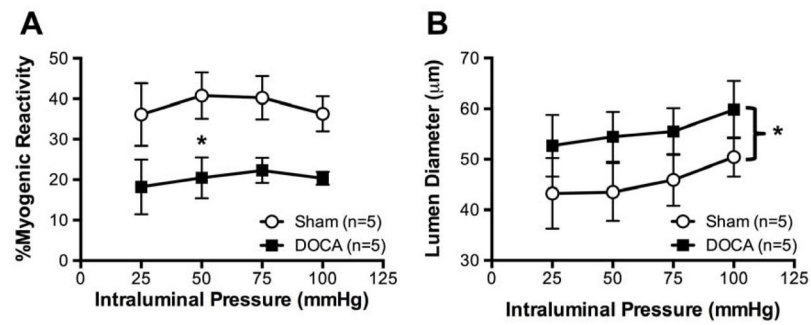 A
%Myogenic Reactivity
50
40
30
20
10
0
*
Sham (n=5)
DOCA (n=5)
0 25 50 75 100 125
Intraluminal Pressure (mmHg)
B
Lumen Diameter (μm)
70
60
50
40
30
*
Sham (n=5)
DOCA (n=5)
0 25 50 75 100 125
Intraluminal Pressure (mmHg)